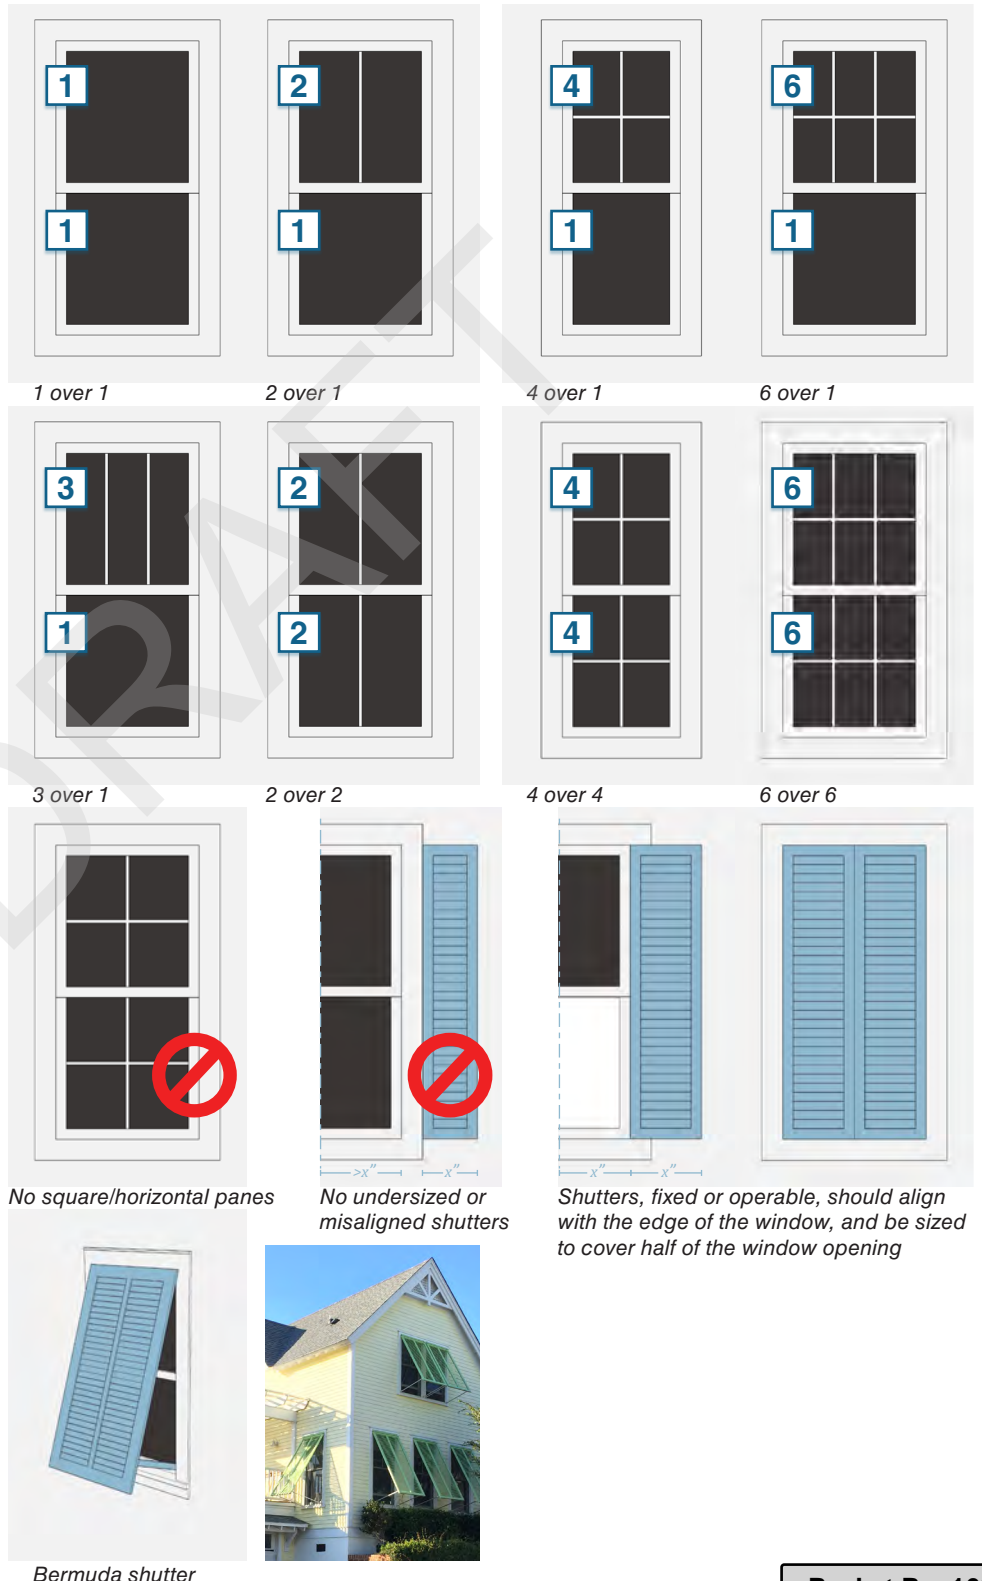 1
2
4
6
1
1
1
1
1 over 1
2 over 1
4 over 1
6 over 1
3
2
4
6
1
2
4
6
3 over 1
2 over 2
4 over 4
6 over 6
DRAFT
>x"
x"
x"
x"
No square/horizontal panes
No undersized or
misaligned shutters
Shutters, fixed or operable, should align
with the edge of the window, and be sized
to cover half of the window opening
Bermuda shutter